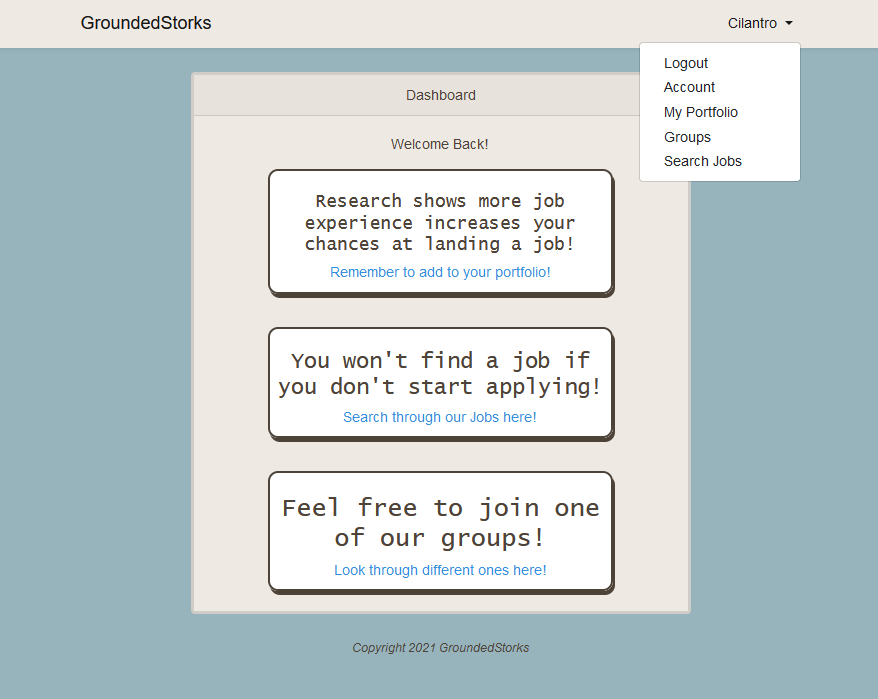 GroundedStorks
Cilantro
Logout
Account
My Portfolio
Groups
Search Jobs
Dashboard
Welcome Back!
Research shows more job
experience increases your
chances at landing a job!
Remember to add to your portfolio!
You won't find a job if
you don't start applying!
Search through our Jobs here!
Feel free to join one
of our groups!
Look through different ones here!
Copyright 2021 GroundedStorks